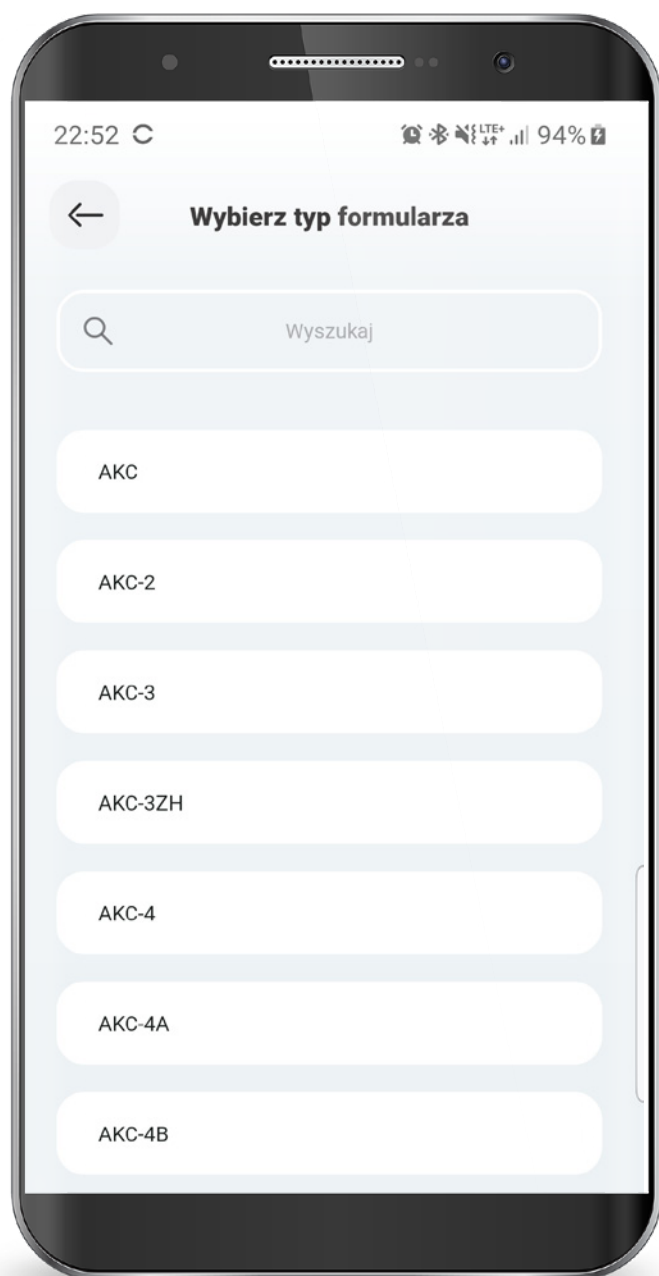 22:52 LTE+ 94%
Wybierz typ formularza
Wyszukaj
AKC
AKC-2
AKC-3
AKC-3ZH
AKC-4
AKC-4A
AKC-4B